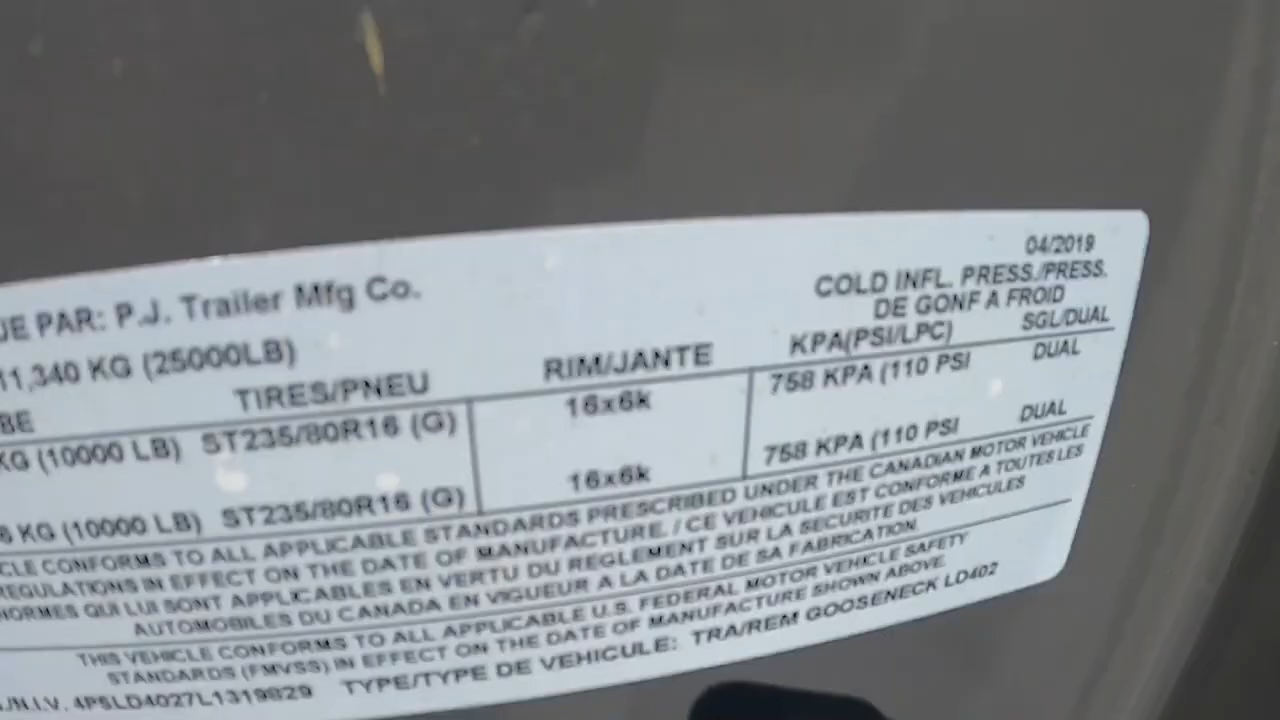 04/2019
UE PAR: P.J. Trailer Mfg Co.
COLD INFL. PRESS./PRESS.
DE GONF A FROID
11,340 KG (25000LB)
KPA(PSI/LPC) SGL/DUAL
BE TIRES/PNEU RIM/JANTE
KG (10000 LB) ST235/80R16 (G) 16x6k 758 KPA (110 PSI DUAL
6 KG (10000 LB) ST235/80R16 (G) 16x6k 758 KPA (110 PSI DUAL
CLE CONFORMS TO ALL APPLICABLE STANDARDS PRESCRIBED UNDER THE CANADIAN MOTOR VEHICLE
REGULATIONS IN EFFECT ON THE DATE OF MANUFACTURE. / CE VEHICULE EST CONFORME A TOUTES LES
NORMES QUI LUI SONT APPLICABLES EN VERTU DU REGLEMENT SUR LA SECURITE DES VEHICULES
AUTOMOBILES DU CANADA EN VIGUEUR A LA DATE DE SA FABRICATION.
THIS VEHICLE CONFORMS TO ALL APPLICABLE U.S. FEDERAL MOTOR VEHICLE SAFETY
STANDARDS (FMVSS) IN EFFECT ON THE DATE OF MANUFACTURE SHOWN ABOVE.
/N.I.V. 4P5LD4027L1319829 TYPE/TYPE DE VEHICULE: TRA/REM GOOSENECK LD402